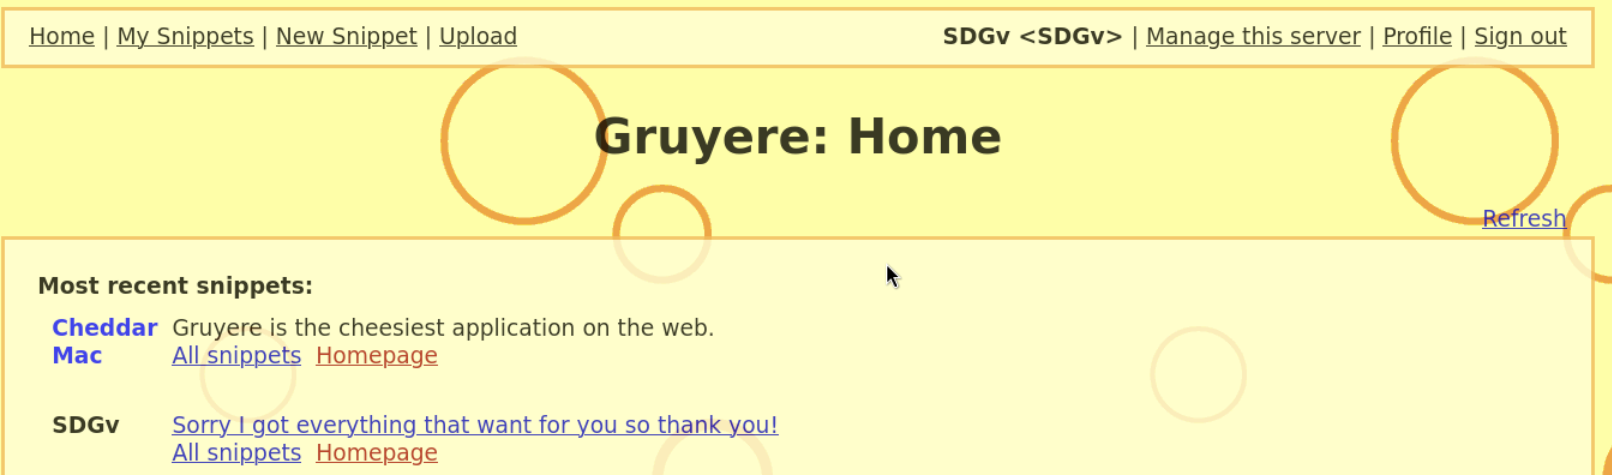 Home | My Snippets | New Snippet | Upload
SDGv <SDGv> | Manage this server | Profile | Sign out
Gruyere: Home
Refresh
Most recent snippets:
Cheddar Gruyere is the cheesiest application on the web.
Mac All snippets Homepage
SDGv Sorry I got everything that want for you so thank you!
All snippets Homepage